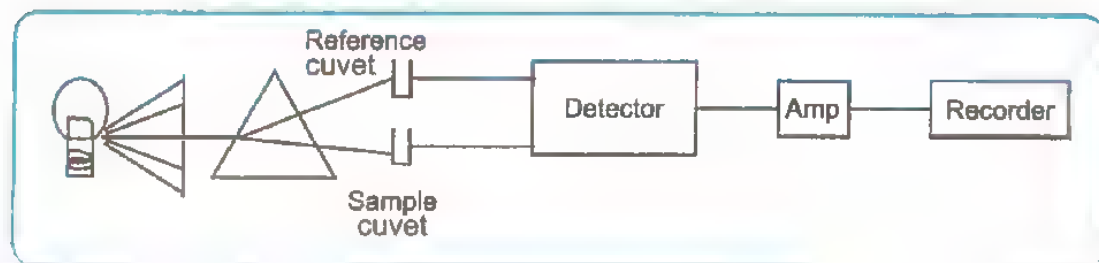 Reference
cuvet
Detector
Amp
Recorder
Sample
cuvet